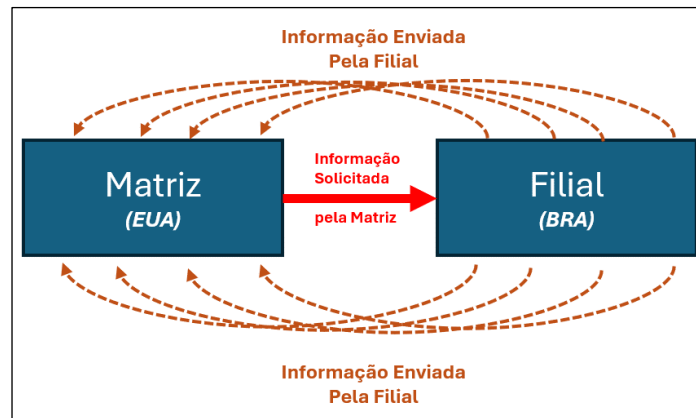 Informação Enviada
Pela Filial
Matriz
(EUA)
Informação
Solicitada
pela Matriz
Filial
(BRA)
Informação Enviada
Pela Filial